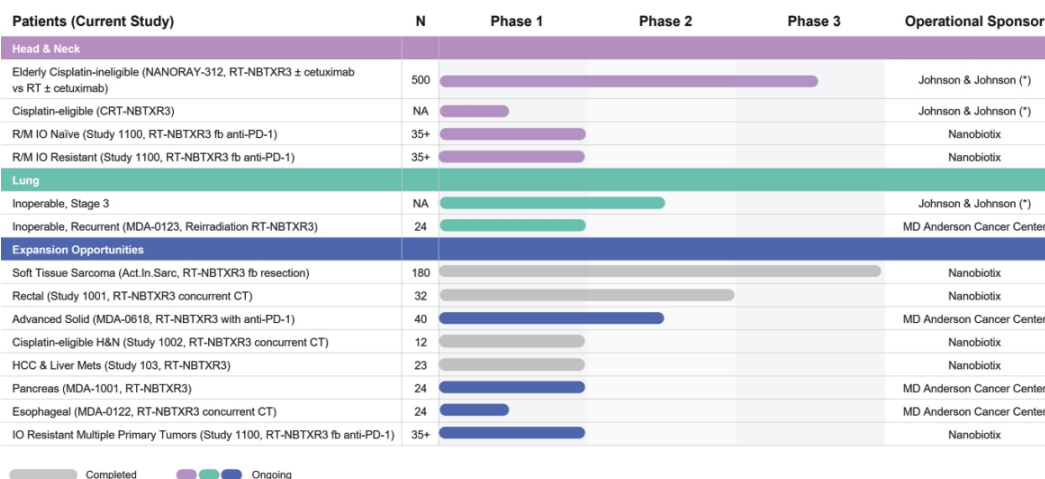 Patients (Current Study) N Phase 1 Phase 2 Phase 3 Operational Sponsor
Head & Neck
Elderly Cisplatin-ineligible (NANORAY-312, RT-NBTXR3 ± cetuximab
vs RT ± cetuximab) 500 Johnson & Johnson (*)
Cisplatin-eligible (CRT-NBTXR3) NA Johnson & Johnson (*)
R/M IO Naïve (Study 1100, RT-NBTXR3 fb anti-PD-1) 35+ Nanobiotix
R/M IO Resistant (Study 1100, RT-NBTXR3 fb anti-PD-1) 35+ Nanobiotix
Lung
Inoperable, Stage 3 NA Johnson & Johnson (*)
Inoperable, Recurrent (MDA-0123, Reirradiation RT-NBTXR3) 24 MD Anderson Cancer Center
Expansion Opportunities
Soft Tissue Sarcoma (Act.In.Sarc, RT-NBTXR3 fb resection) 180 Nanobiotix
Rectal (Study 1001, RT-NBTXR3 concurrent CT) 32 Nanobiotix
Advanced Solid (MDA-0618, RT-NBTXR3 with anti-PD-1) 40 MD Anderson Cancer Center
Cisplatin-eligible H&N (Study 1002, RT-NBTXR3 concurrent CT) 12 Nanobiotix
HCC & Liver Mets (Study 103, RT-NBTXR3) 23 Nanobiotix
Pancreas (MDA-1001, RT-NBTXR3) 24 MD Anderson Cancer Center
Esophageal (MDA-0122, RT-NBTXR3 concurrent CT) 24 MD Anderson Cancer Center
IO Resistant Multiple Primary Tumors (Study 1100, RT-NBTXR3 fb anti-PD-1) 35+ Nanobiotix
Completed Ongoing